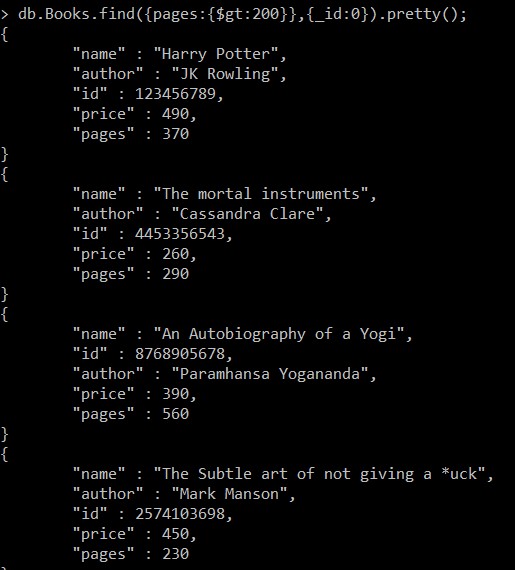 > db.Books.find({pages:{$gt:200}},{_id:0}).pretty();
{
"name" : "Harry Potter",
"author" : "JK Rowling",
"id" : 123456789,
"price" : 490,
"pages" : 370
}
{
"name" : "The mortal instruments",
"author" : "Cassandra Clare",
"id" : 4453356543,
"price" : 260,
"pages" : 290
}
{
"name" : "An Autobiography of a Yogi",
"id" : 8768905678,
"author" : "Paramhansa Yogananda",
"price" : 390,
"pages" : 560
}
{
"name" : "The Subtle art of not giving a *uck",
"author" : "Mark Manson",
"id" : 2574103698,
"price" : 450,
"pages" : 230
}